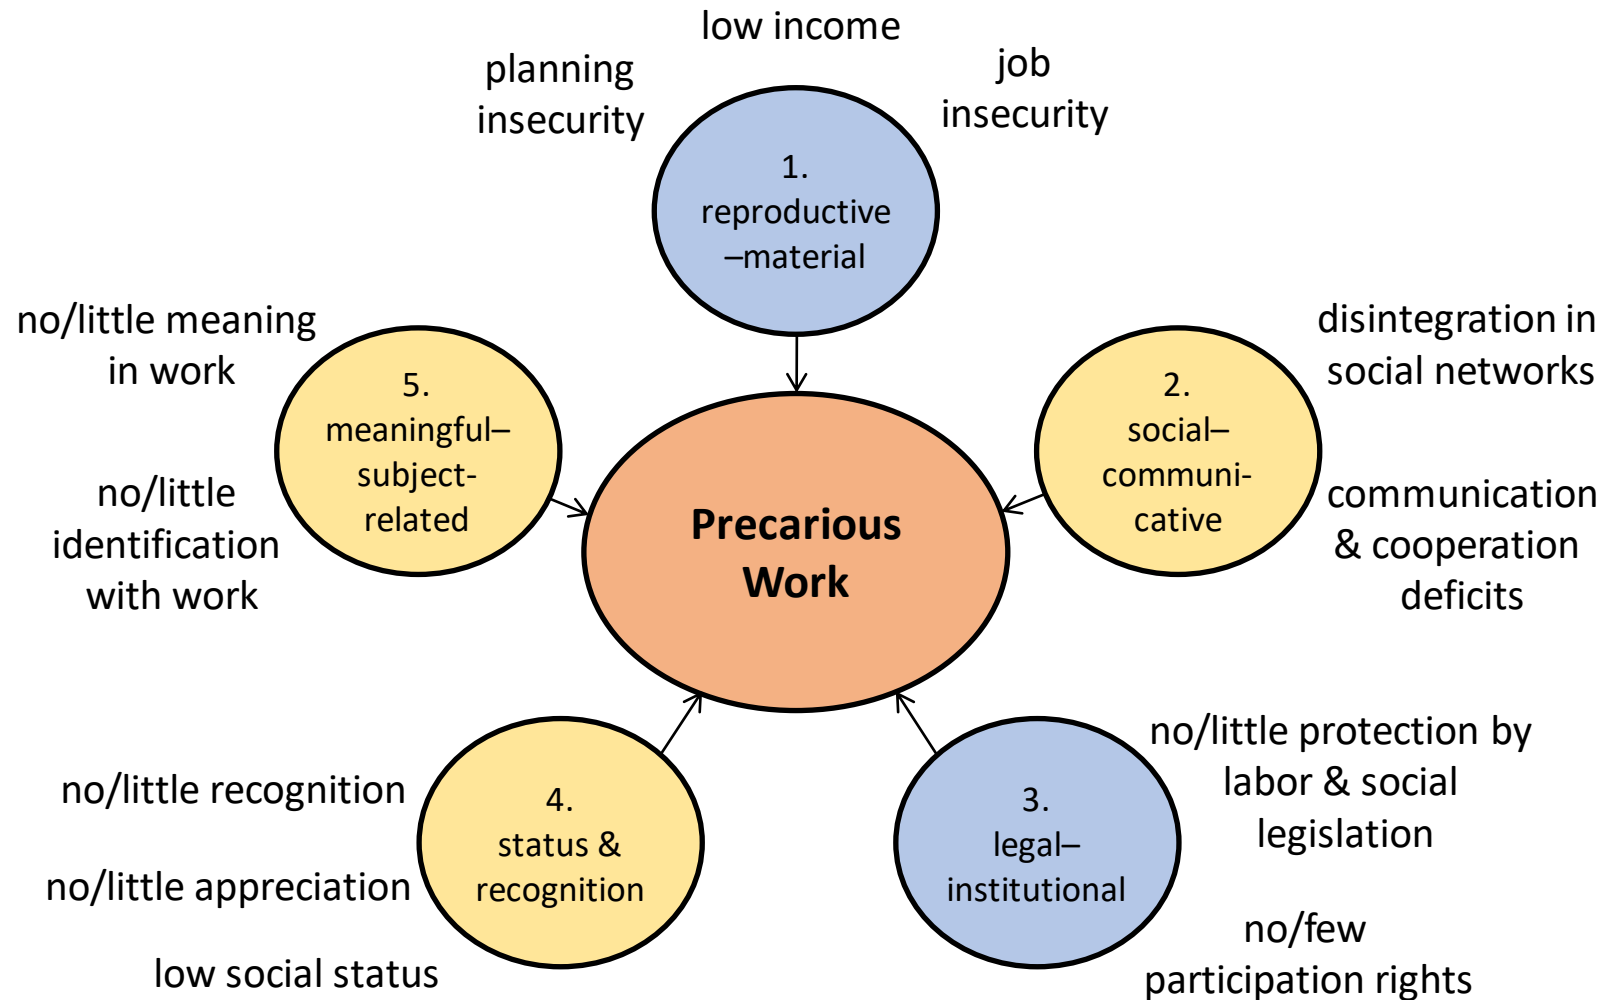 low income
planning
insecurity
job
insecurity
1.
reproductive
–material
no/little meaning
in work
5.
meaningful–
subject-
related
no/little
identification
with work
disintegration in
social networks
2.
social–
communi-
cative
communication
& cooperation
deficits
Precarious
Work
no/little recognition
no/little appreciation
low social status
4.
status &
recognition
3.
legal–
institutional
no/little protection by
labor & social
legislation
no/few
participation rights